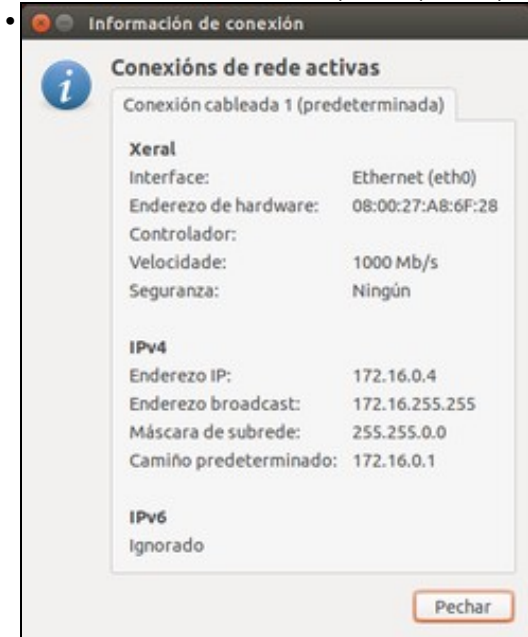 Información de conexión
Conexións de rede activas
Conexión cableada 1 (predeterminada)
Xeral
Interface: Ethernet (eth0)
Enderezo de hardware: 08:00:27:A8:6F:28
Controlador:
Velocidade: 1000 Mb/s
Seguranza: Ningún
IPv4
Enderezo IP: 172.16.0.4
Enderezo broadcast: 172.16.255.255
Máscara de subrede: 255.255.0.0
Camiño predeterminado: 172.16.0.1
IPv6
Ignorado
Pechar